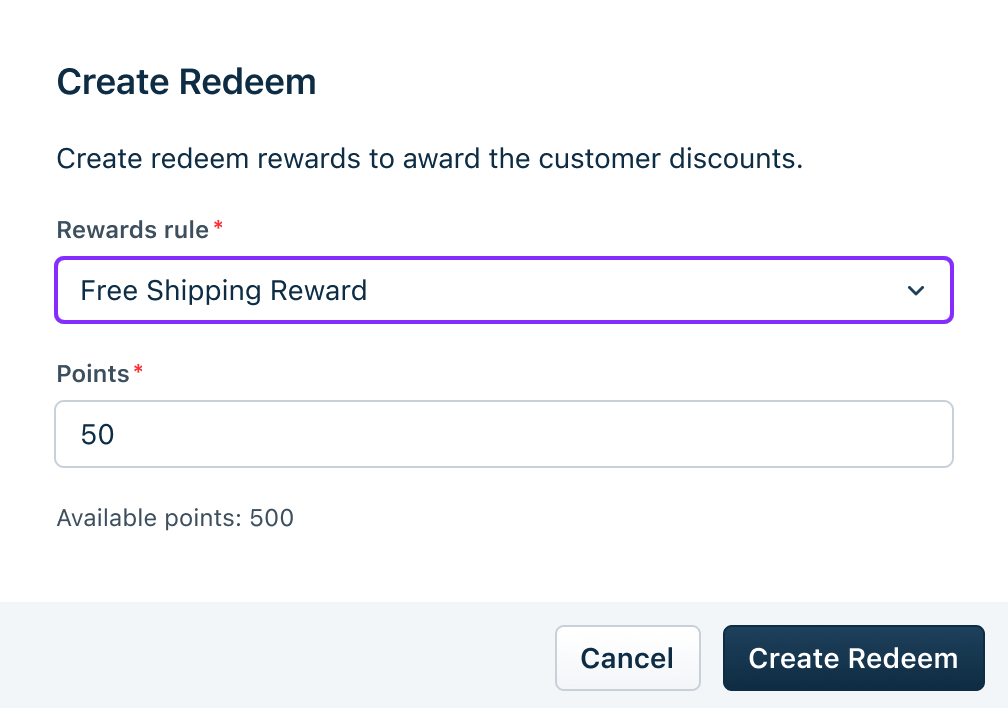 Create Redeem
Create redeem rewards to award the customer discounts.
Rewards rule*
Free Shipping Reward
Points*
50
Available points: 500
Cancel
Create Redeem